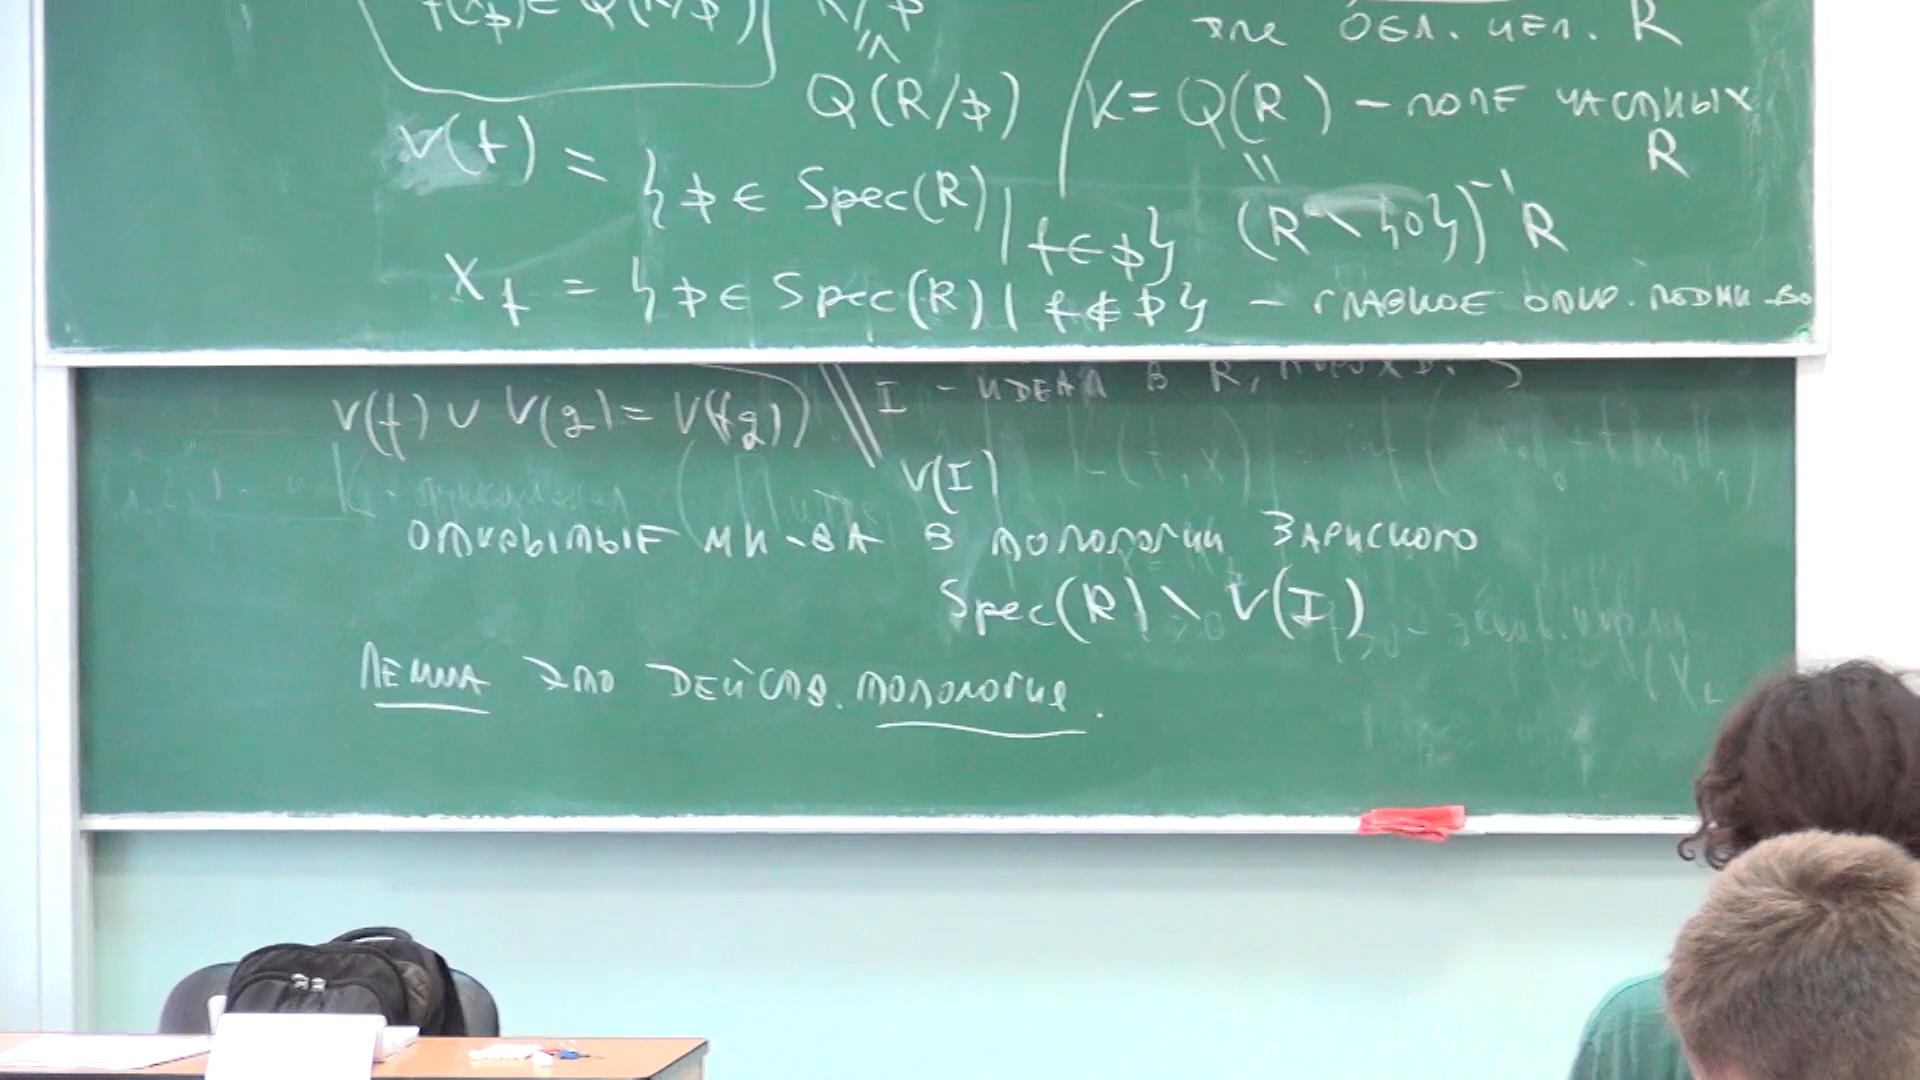 f(𝔭) ∈ Q(R/𝔭)
R/𝔭
Q(R/𝔭)
для обл. цел. R
K = Q(R) – поле частных R
(R∖{0})⁻¹R
V(f) = {𝔭 ∈ Spec(R) | f ∈ 𝔭}
X_f = {𝔭 ∈ Spec(R) | f ∉ 𝔭} – главное откр. подмн-во
V(f) ∪ V(g) = V(fg)
I – идеал в R, порожд.
V(I)
открытые мн-ва в топологии Зариского
Spec(R) ∖ V(I)
Лемма это действ. топология.